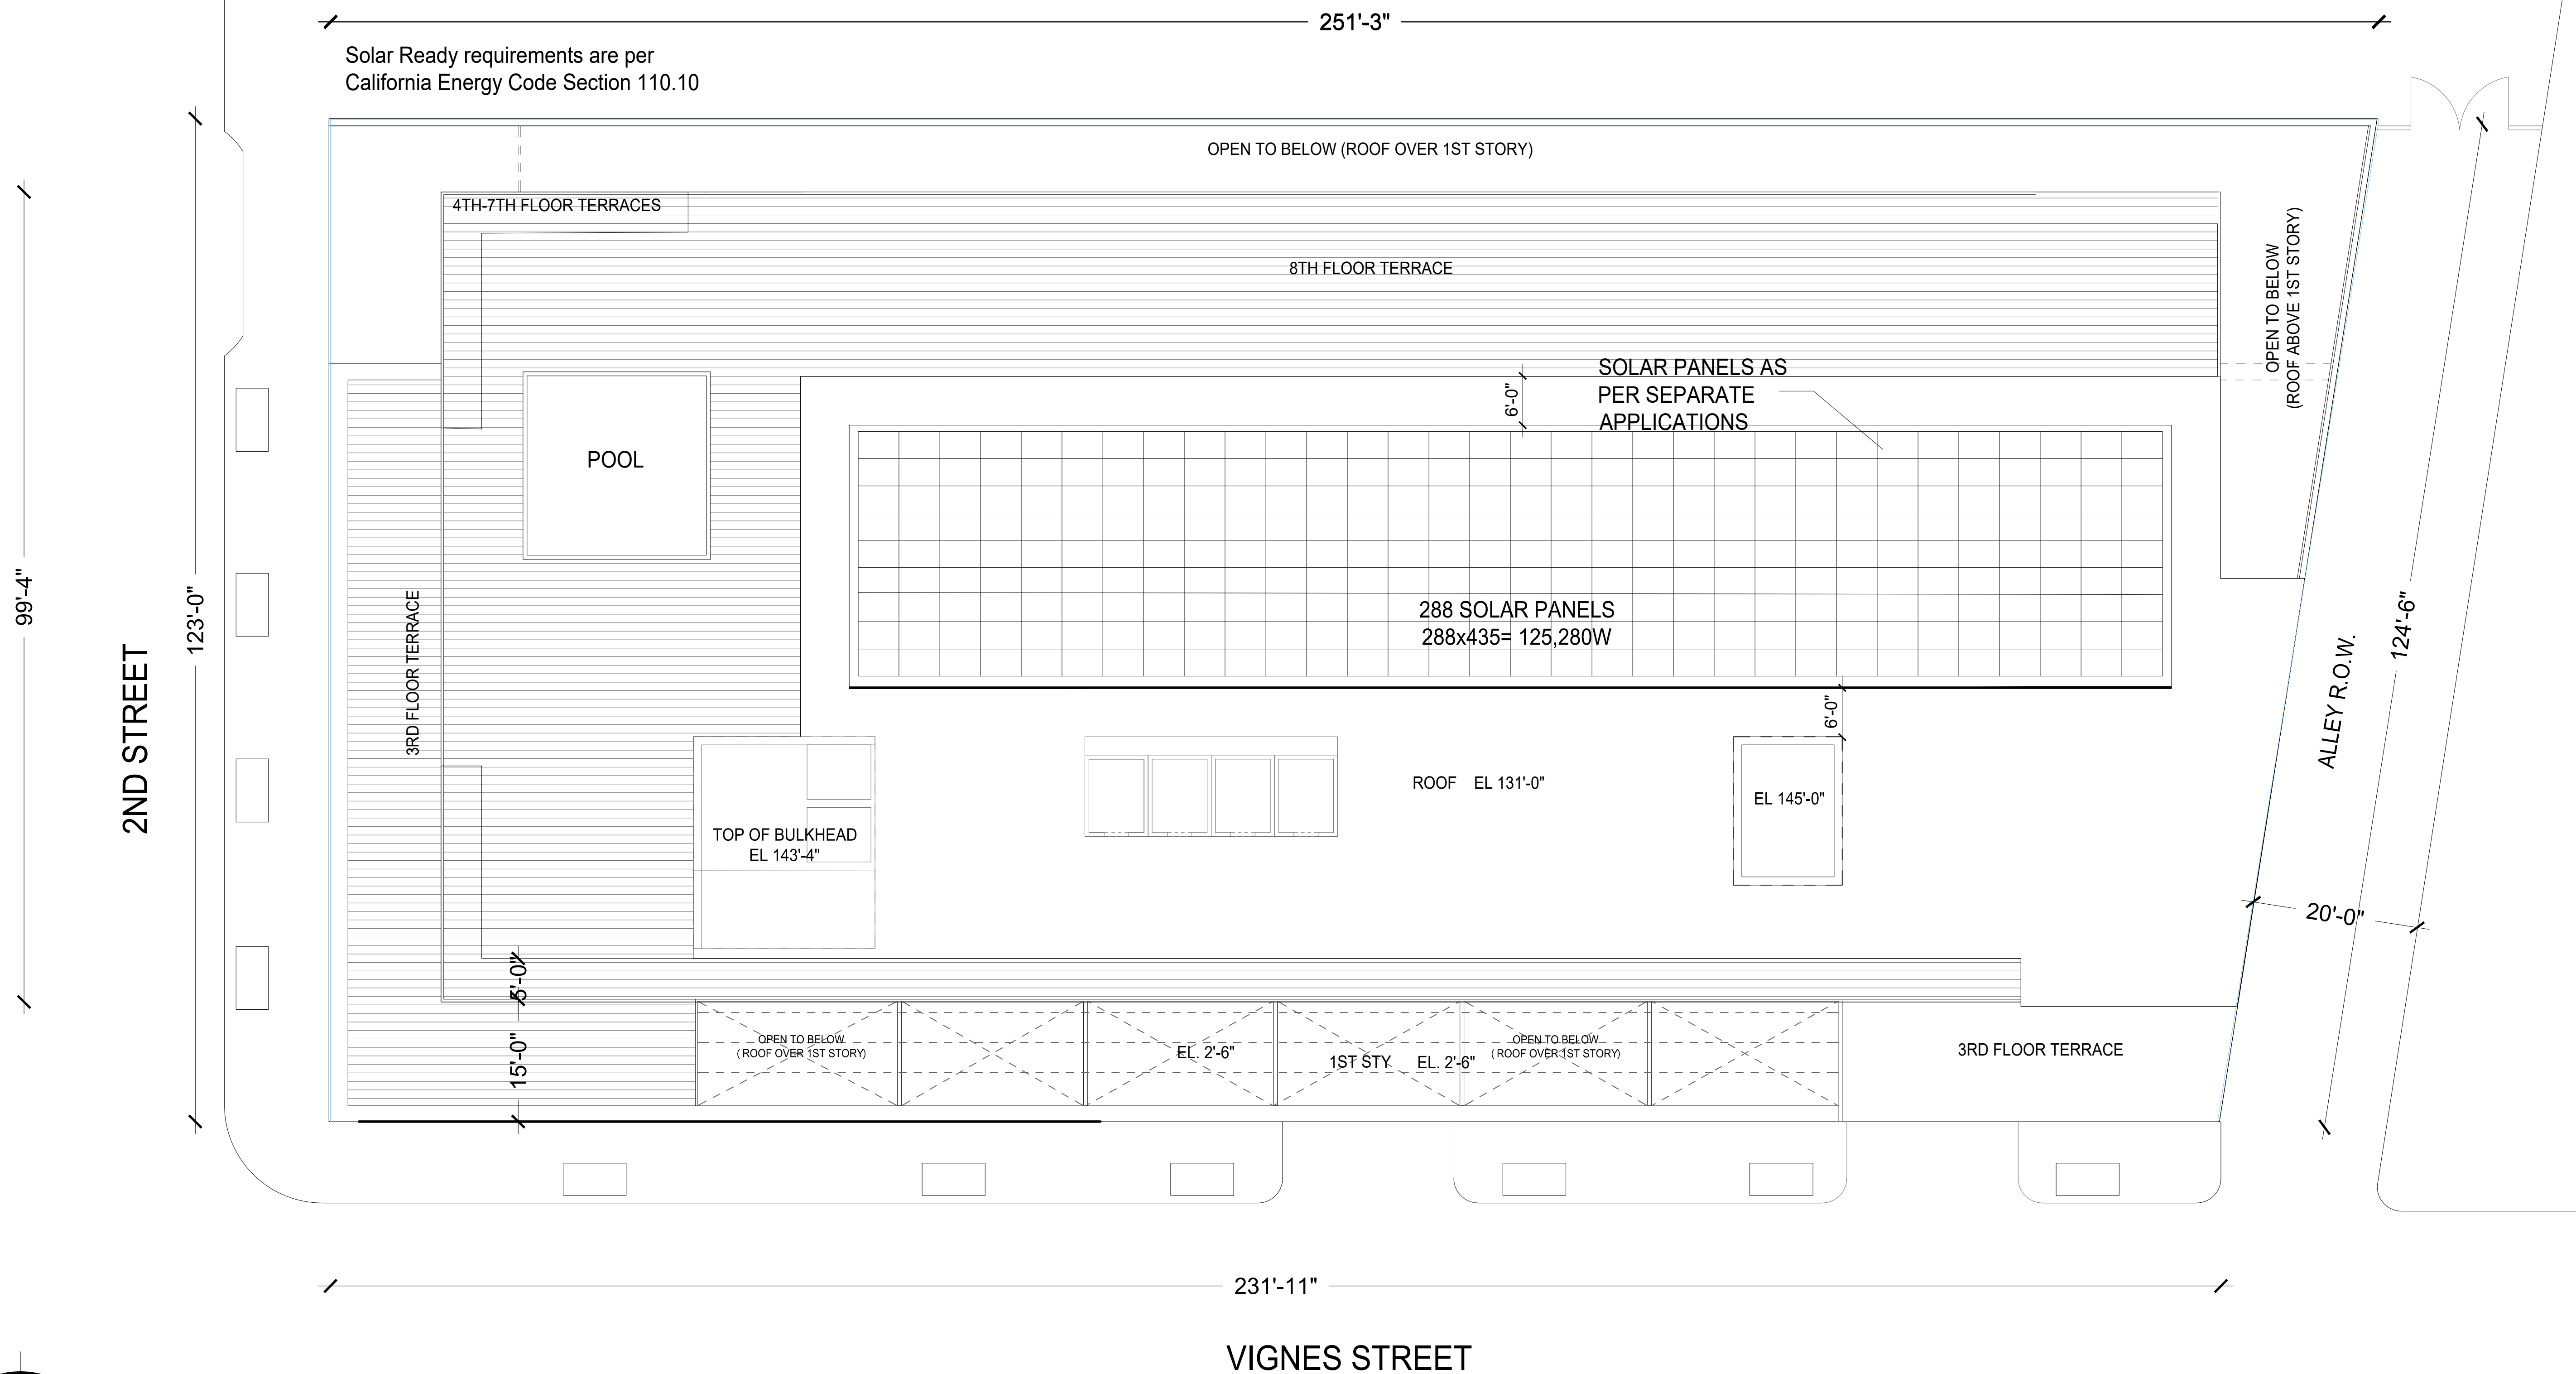 251'-3"
Solar Ready requirements are per
California Energy Code Section 110.10
OPEN TO BELOW (ROOF OVER 1ST STORY)
4TH-7TH FLOOR TERRACES
8TH FLOOR TERRACE
OPEN TO BELOW
(ROOF ABOVE 1ST STORY)
SOLAR PANELS AS
PER SEPARATE
APPLICATIONS
6'-0"
POOL
99'-4"
123'-0"
2ND STREET
3RD FLOOR TERRACE
288 SOLAR PANELS
288x435= 125,280W
124'-6"
ALLEY R.O.W.
6'-0"
ROOF EL 131'-0"
EL 145'-0"
TOP OF BULKHEAD
EL 143'-4"
20'-0"
5'-0"
15'-0"
OPEN TO BELOW
( ROOF OVER 1ST STORY)
EL. 2'-6"
1ST STY EL. 2'-6"
OPEN TO BELOW
( ROOF OVER 1ST STORY)
3RD FLOOR TERRACE
231'-11"
VIGNES STREET